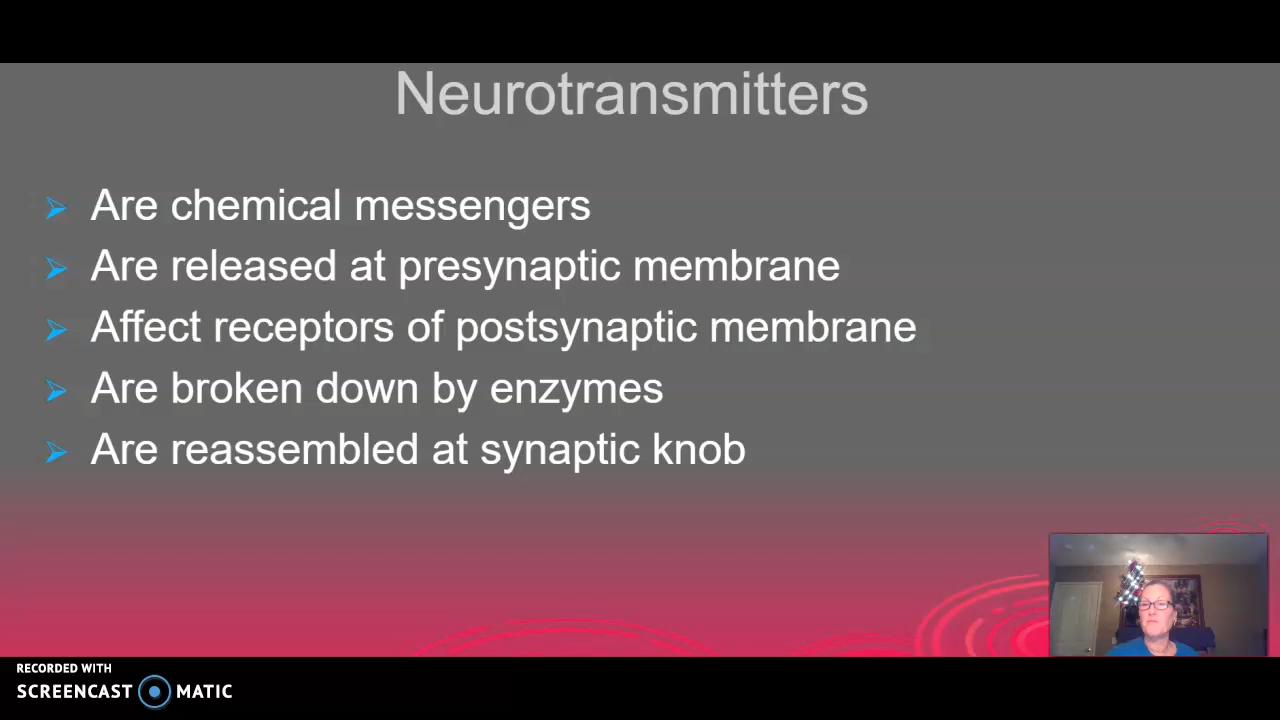 Neurotransmitters
Are chemical messengers
Are released at presynaptic membrane
Affect receptors of postsynaptic membrane
Are broken down by enzymes
Are reassembled at synaptic knob
RECORDED WITH
SCREENCAST MATIC